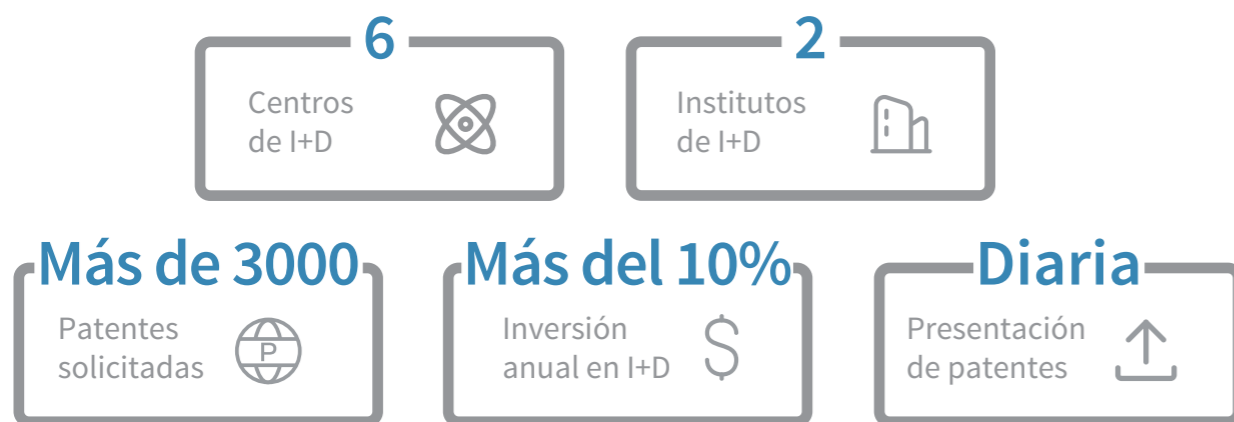 6
Centros
de I+D
2
Institutos
de I+D
Más de 3000
Patentes
solicitadas
P
Más del 10%
Inversión
anual en I+D
$
Diaria
Presentación
de patentes